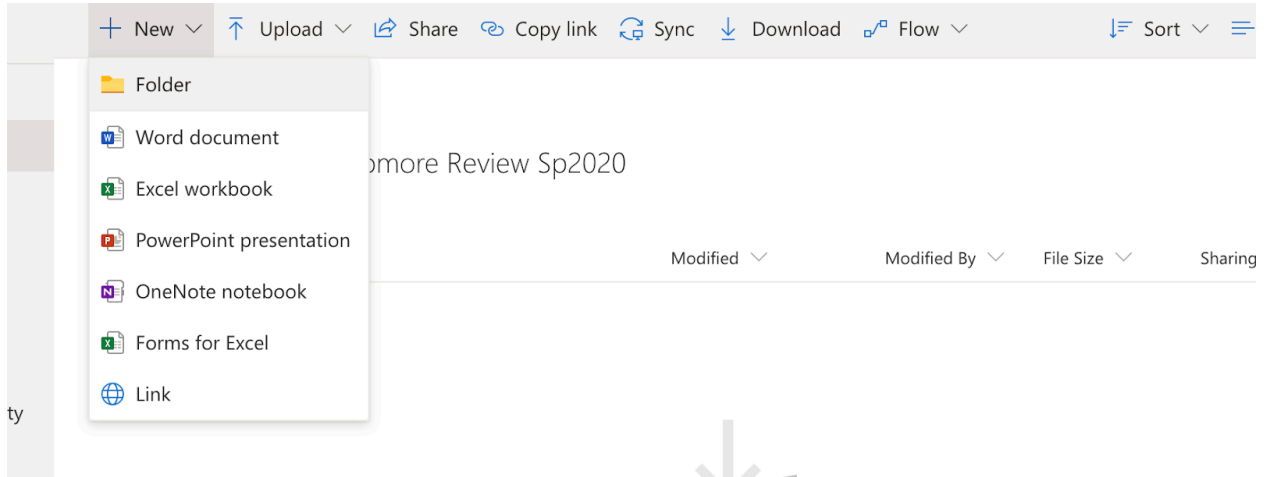 New Upload Share Copy link Sync Download Flow Sort
Folder
Word document
omore Review Sp2020
Excel workbook
PowerPoint presentation
Modified Modified By File Size Sharing
OneNote notebook
Forms for Excel
Link
ty